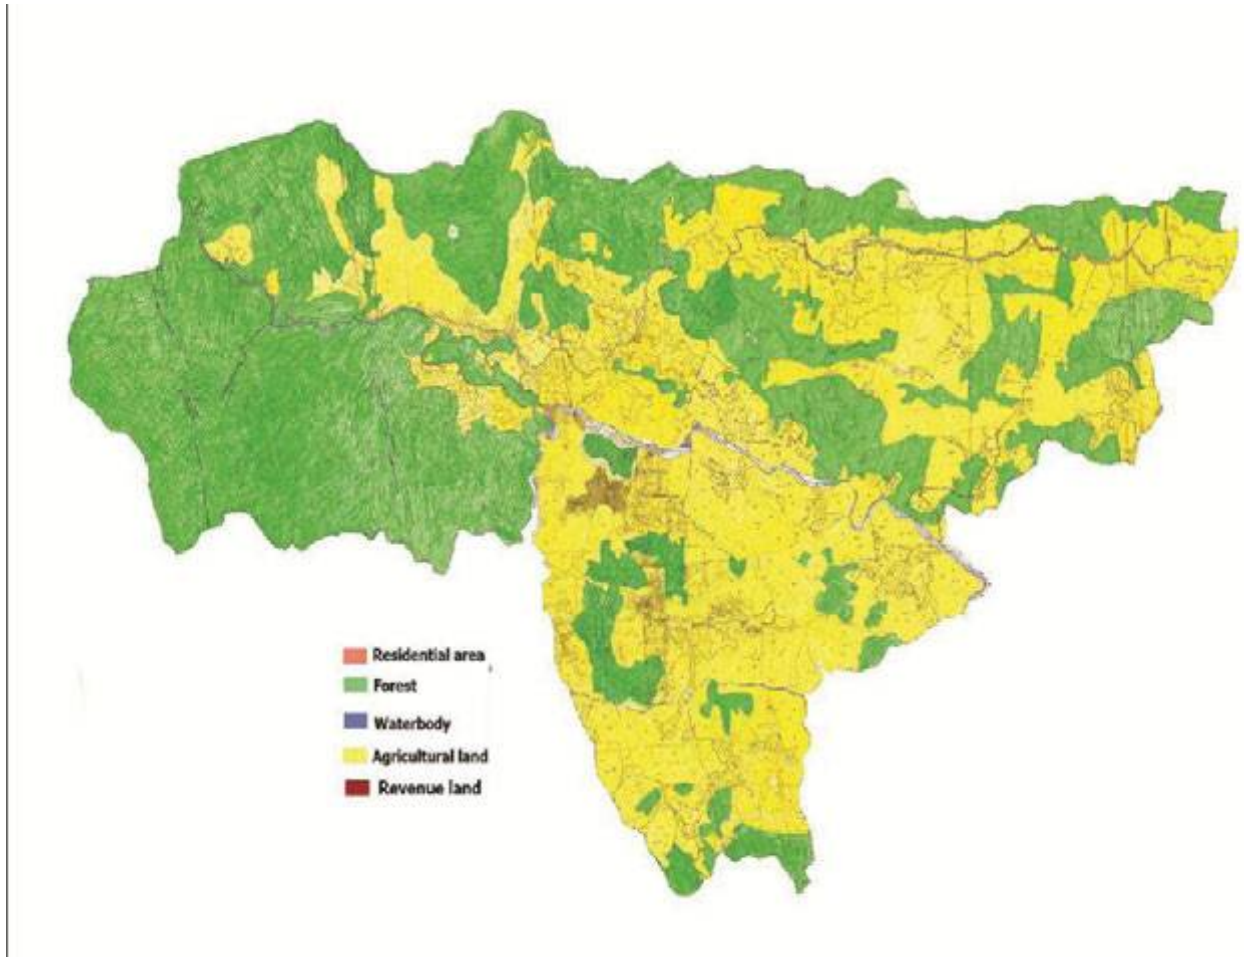 Residential area
Forest
Waterbody
Agricultural land
Revenue land